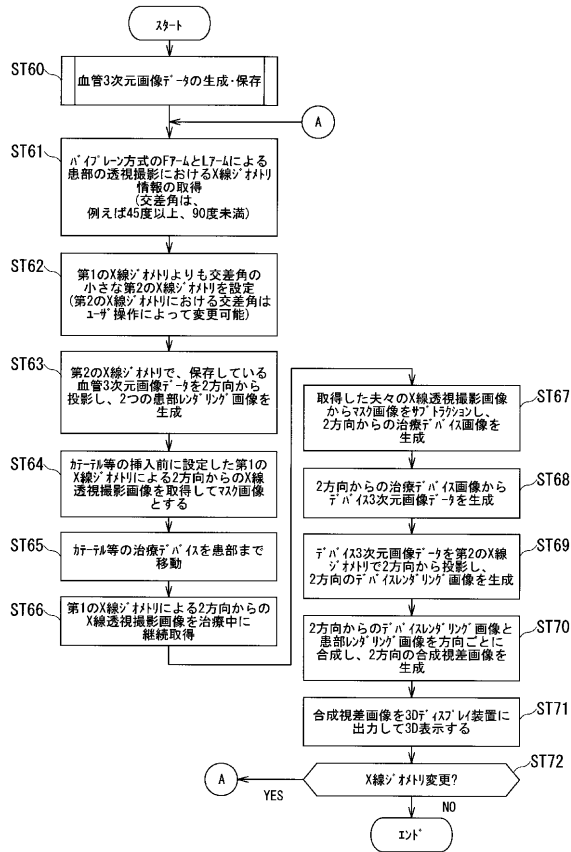 スタート
ST60
血管3次元画像データの生成・保存
A
ST61
バイプレーン方式のFアームとLアームによる
患部の透視撮影におけるX線ジオメトリ
情報の取得
(交差角は、
例えば45度以上、90度未満)
ST62
第1のX線ジオメトリよりも交差角の
小さな第2のX線ジオメトリを設定
(第2のX線ジオメトリにおける交差角は
ユーザ操作によって変更可能)
ST63
第2のX線ジオメトリで、保存している
血管3次元画像データを2方向から
投影し、2つの患部レンダリング画像を
生成
ST64
カテーテル等の挿入前に設定した第1の
X線ジオメトリによる2方向からのX線
透視撮影画像を取得してマスク画像
とする
ST65
カテーテル等の治療デバイスを患部まで
移動
ST66
第1のX線ジオメトリによる2方向からの
X線透視撮影画像を治療中に
継続取得
ST67
取得した夫々のX線透視撮影画像
からマスク画像をサブトラクションし、
2方向からの治療デバイス画像を
生成
ST68
2方向からの治療デバイス画像から
デバイス3次元画像データを生成
ST69
デバイス3次元画像データを第2のX線
ジオメトリで2方向から投影し、
2方向のデバイスレンダリング画像を生成
ST70
2方向からのデバイスレンダリング画像と
患部レンダリング画像を方向ごとに
合成し、2方向の合成視差画像を
生成
ST71
合成視差画像を3Dディスプレイ装置に
出力して3D表示する
ST72
X線ジオメトリ変更?
A
YES
NO
エンド